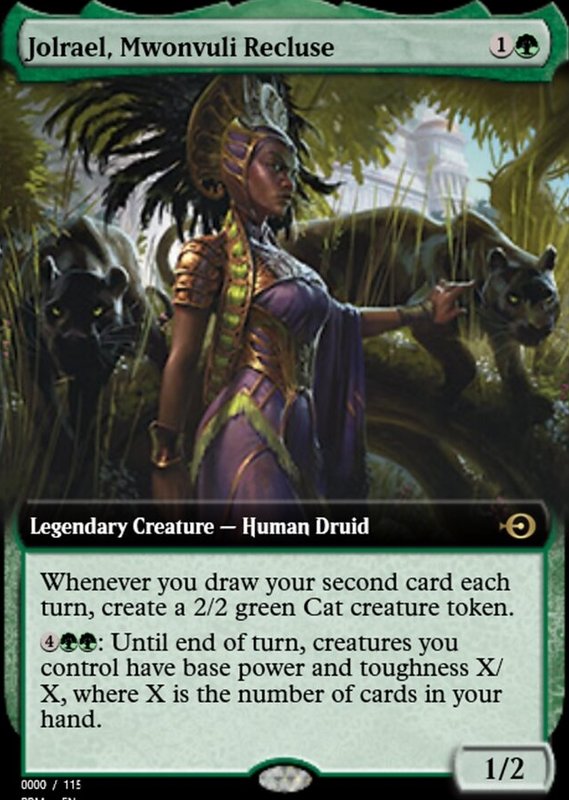 Jolrael, Mwonvuli Recluse 1
Legendary Creature — Human Druid
Whenever you draw your second card each
turn, create a 2/2 green Cat creature token.
4: Until end of turn, creatures you
control have base power and toughness X/
X, where X is the number of cards in your
hand.
1/2
0000 / 115